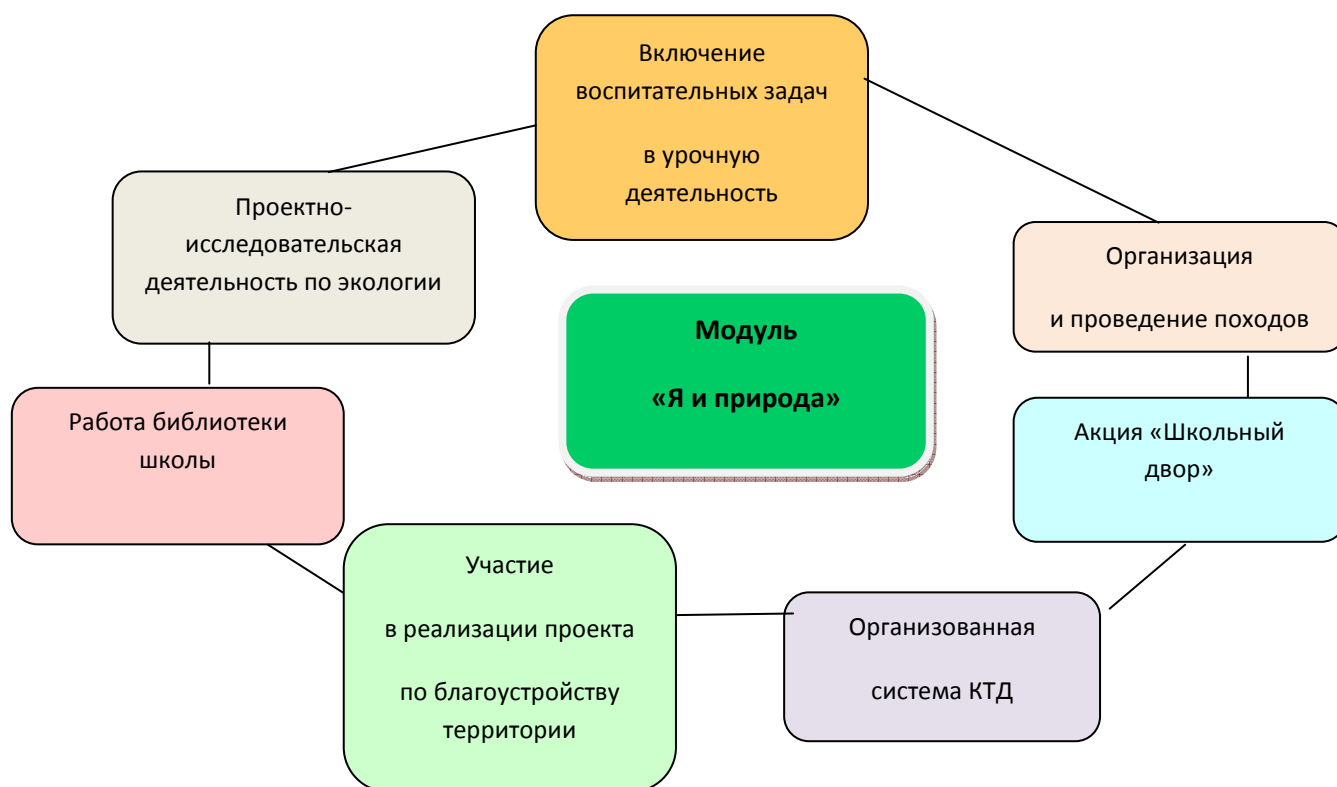 Включение
воспитательных задач
в урочную
деятельность
Проектно-
исследовательская
деятельность по экологии
Организация
и проведение походов
Модуль
«Я и природа»
Работа библиотеки
школы
Акция «Школьный
двор»
Участие
в реализации проекта
по благоустройству
территории
Организованная
система КТД